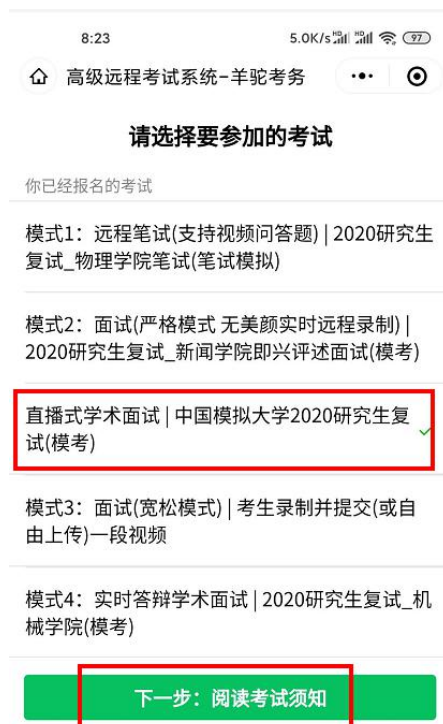 8:23
5.0K/s HD HD 97
高级远程考试系统-羊驼考务
请选择要参加的考试
你已经报名的考试
模式1：远程笔试(支持视频问答题) | 2020研究生
复试_物理学院笔试(笔试模拟)
模式2：面试(严格模式 无美颜实时远程录制) |
2020研究生复试_新闻学院即兴评述面试(模考)
直播式学术面试 | 中国模拟大学2020研究生复
试(模考)
模式3：面试(宽松模式) | 考生录制并提交(或自
由上传)一段视频
模式4：实时答辩学术面试 | 2020研究生复试_机
械学院(模考)
下一步：阅读考试须知